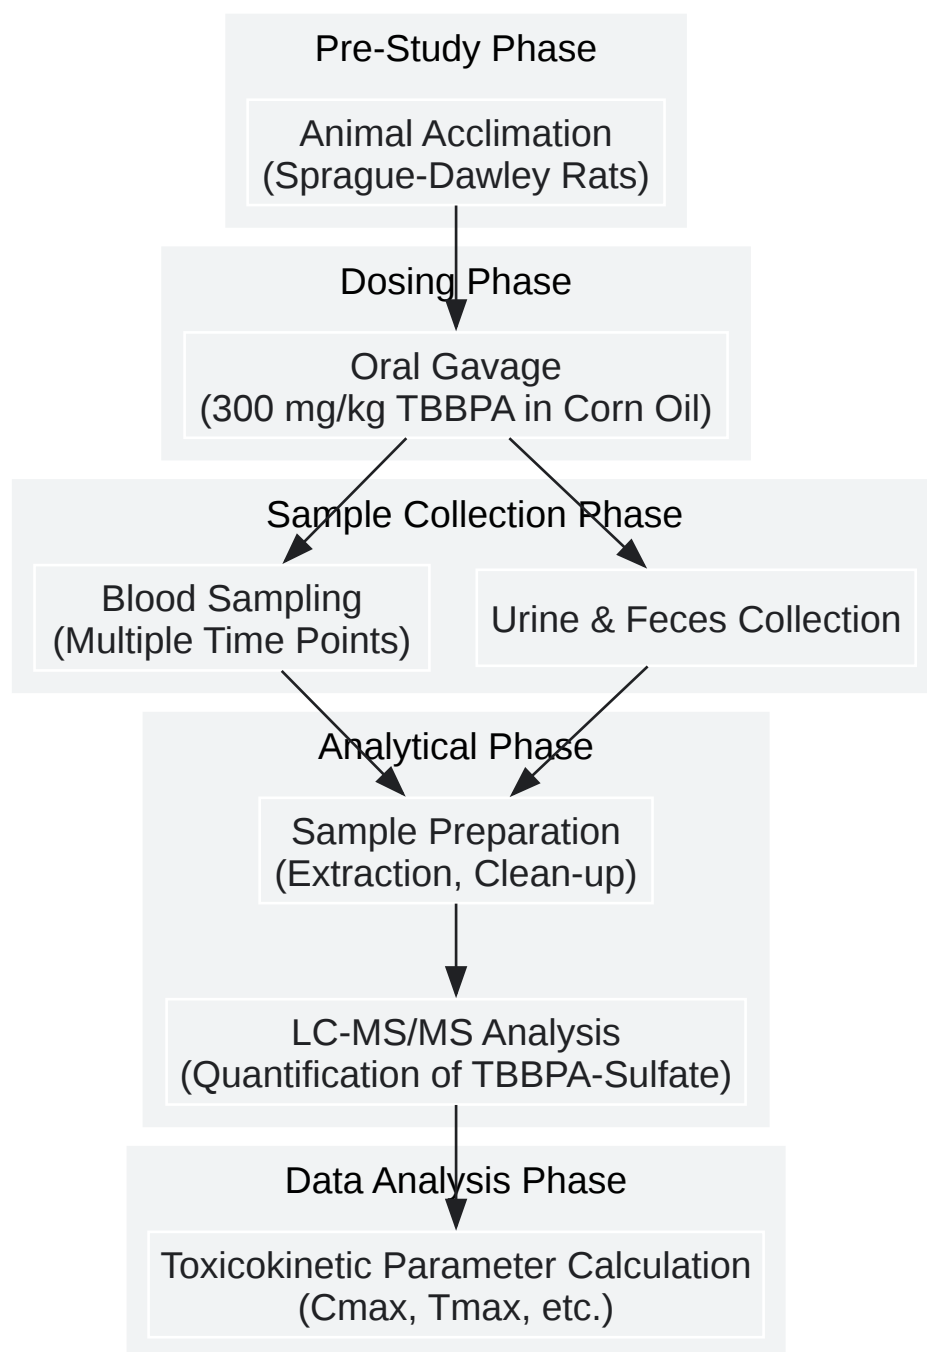 Pre-Study Phase
Animal Acclimation
(Sprague-Dawley Rats)
Dosing Phase
Oral Gavage
(300 mg/kg TBBPA in Corn Oil)
Sample Collection Phase
Blood Sampling
(Multiple Time Points)
Urine & Feces Collection
Analytical Phase
Sample Preparation
(Extraction, Clean-up)
LC-MS/MS Analysis
(Quantification of TBBPA-Sulfate)
Data Analysis Phase
Toxicokinetic Parameter Calculation
(Cmax, Tmax, etc.)